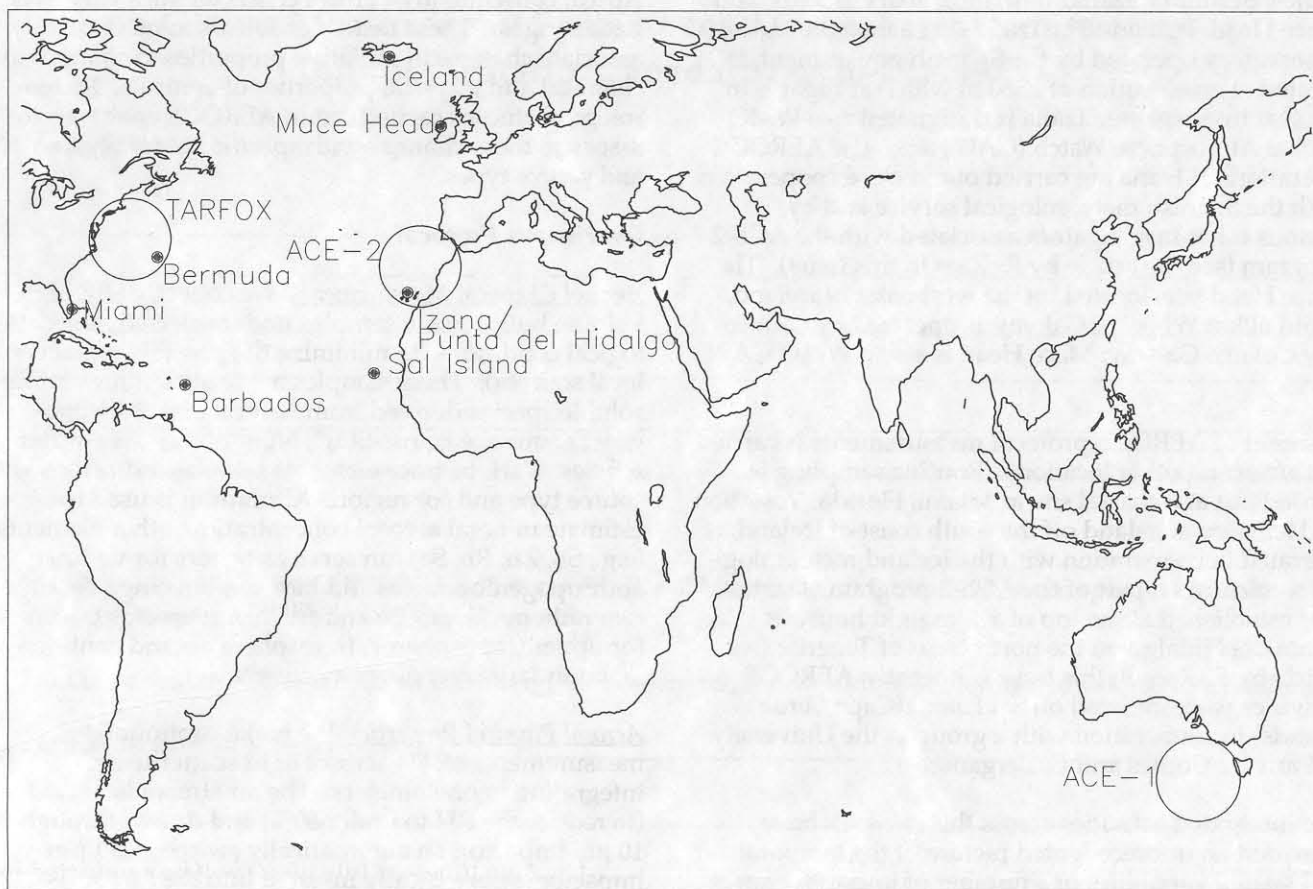 Iceland
Mace Head
TARFOX
ACE-2
Bermuda
Miami
Izana
Punta del Hidalgo
Sal Island
Barbados
ACE-1